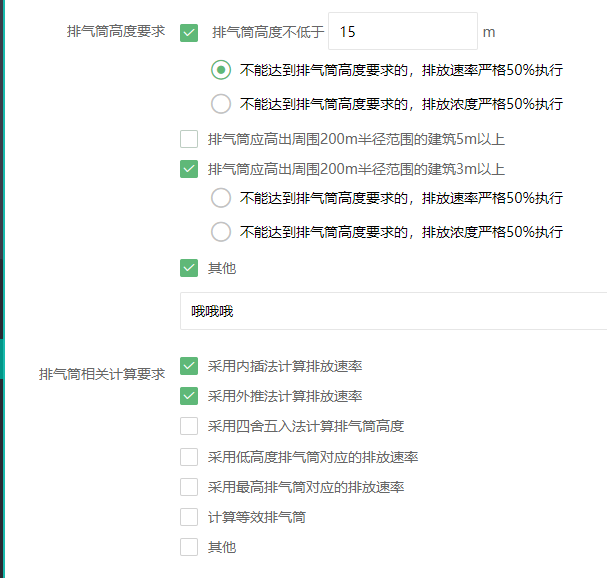 排气筒高度要求
排气筒高度不低于 15 m
不能达到排气筒高度要求的，排放速率严格50%执行
不能达到排气筒高度要求的，排放浓度严格50%执行
排气筒应高出周围200m半径范围的建筑5m以上
排气筒应高出周围200m半径范围的建筑3m以上
不能达到排气筒高度要求的，排放速率严格50%执行
不能达到排气筒高度要求的，排放浓度严格50%执行
其他
哦哦哦
排气筒相关计算要求
采用内插法计算排放速率
采用外推法计算排放速率
采用四舍五入法计算排气筒高度
采用低高度排气筒对应的排放速率
采用最高排气筒对应的排放速率
计算等效排气筒
其他